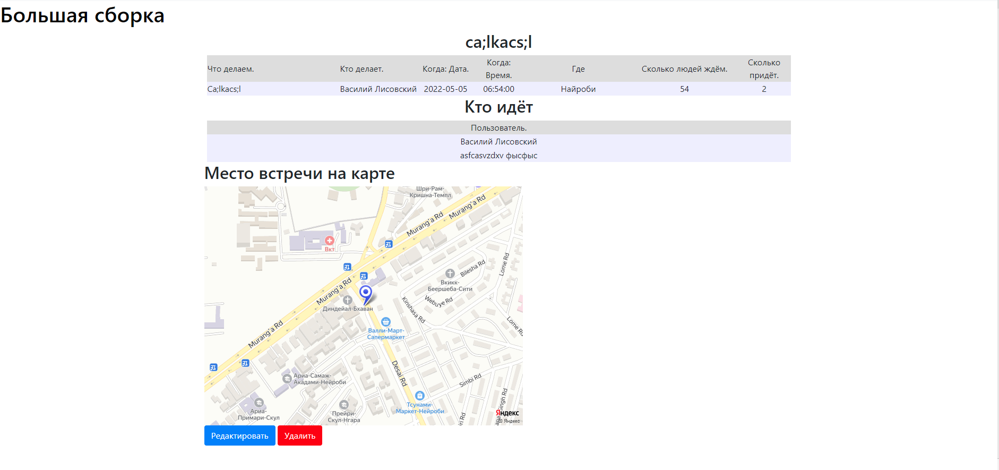 Большая сборка
ca;lkacs;l
Что делаем. Кто делает. Когда: Дата. Когда: Время. Где Сколько людей ждём. Сколько придёт.
Ca;lkacs;l Василий Лисовский 2022-05-05 06:54:00 Найроби 54 2
Кто идёт
Пользователь.
Василий Лисовский
asfcasvzdxv фысфыс
Место встречи на карте
Шри-Рам-
Кришна-Темпл
Murang'a Rd
Murang'a Rd
Вкт
Lome Rd
Bilesha Rd
Вкикк-
Беершеба-Сити
Murang'a Rd
Webuye Rd
Диндейал-Бхаван
Kinshasa Rd
Lome Rd
Murang'a Rd
Валли-Март-
Сапермаркет
Desai Rd
Simbi Rd
Ариа-Самаж-
Академи-Нейроби
Тсунами-
Маркет-Нейроби
Ариа-
Примари-Скул
Прейри-
Скул-Нгара
Singh Rd
Яндекс
© Яндекс
Редактировать Удалить